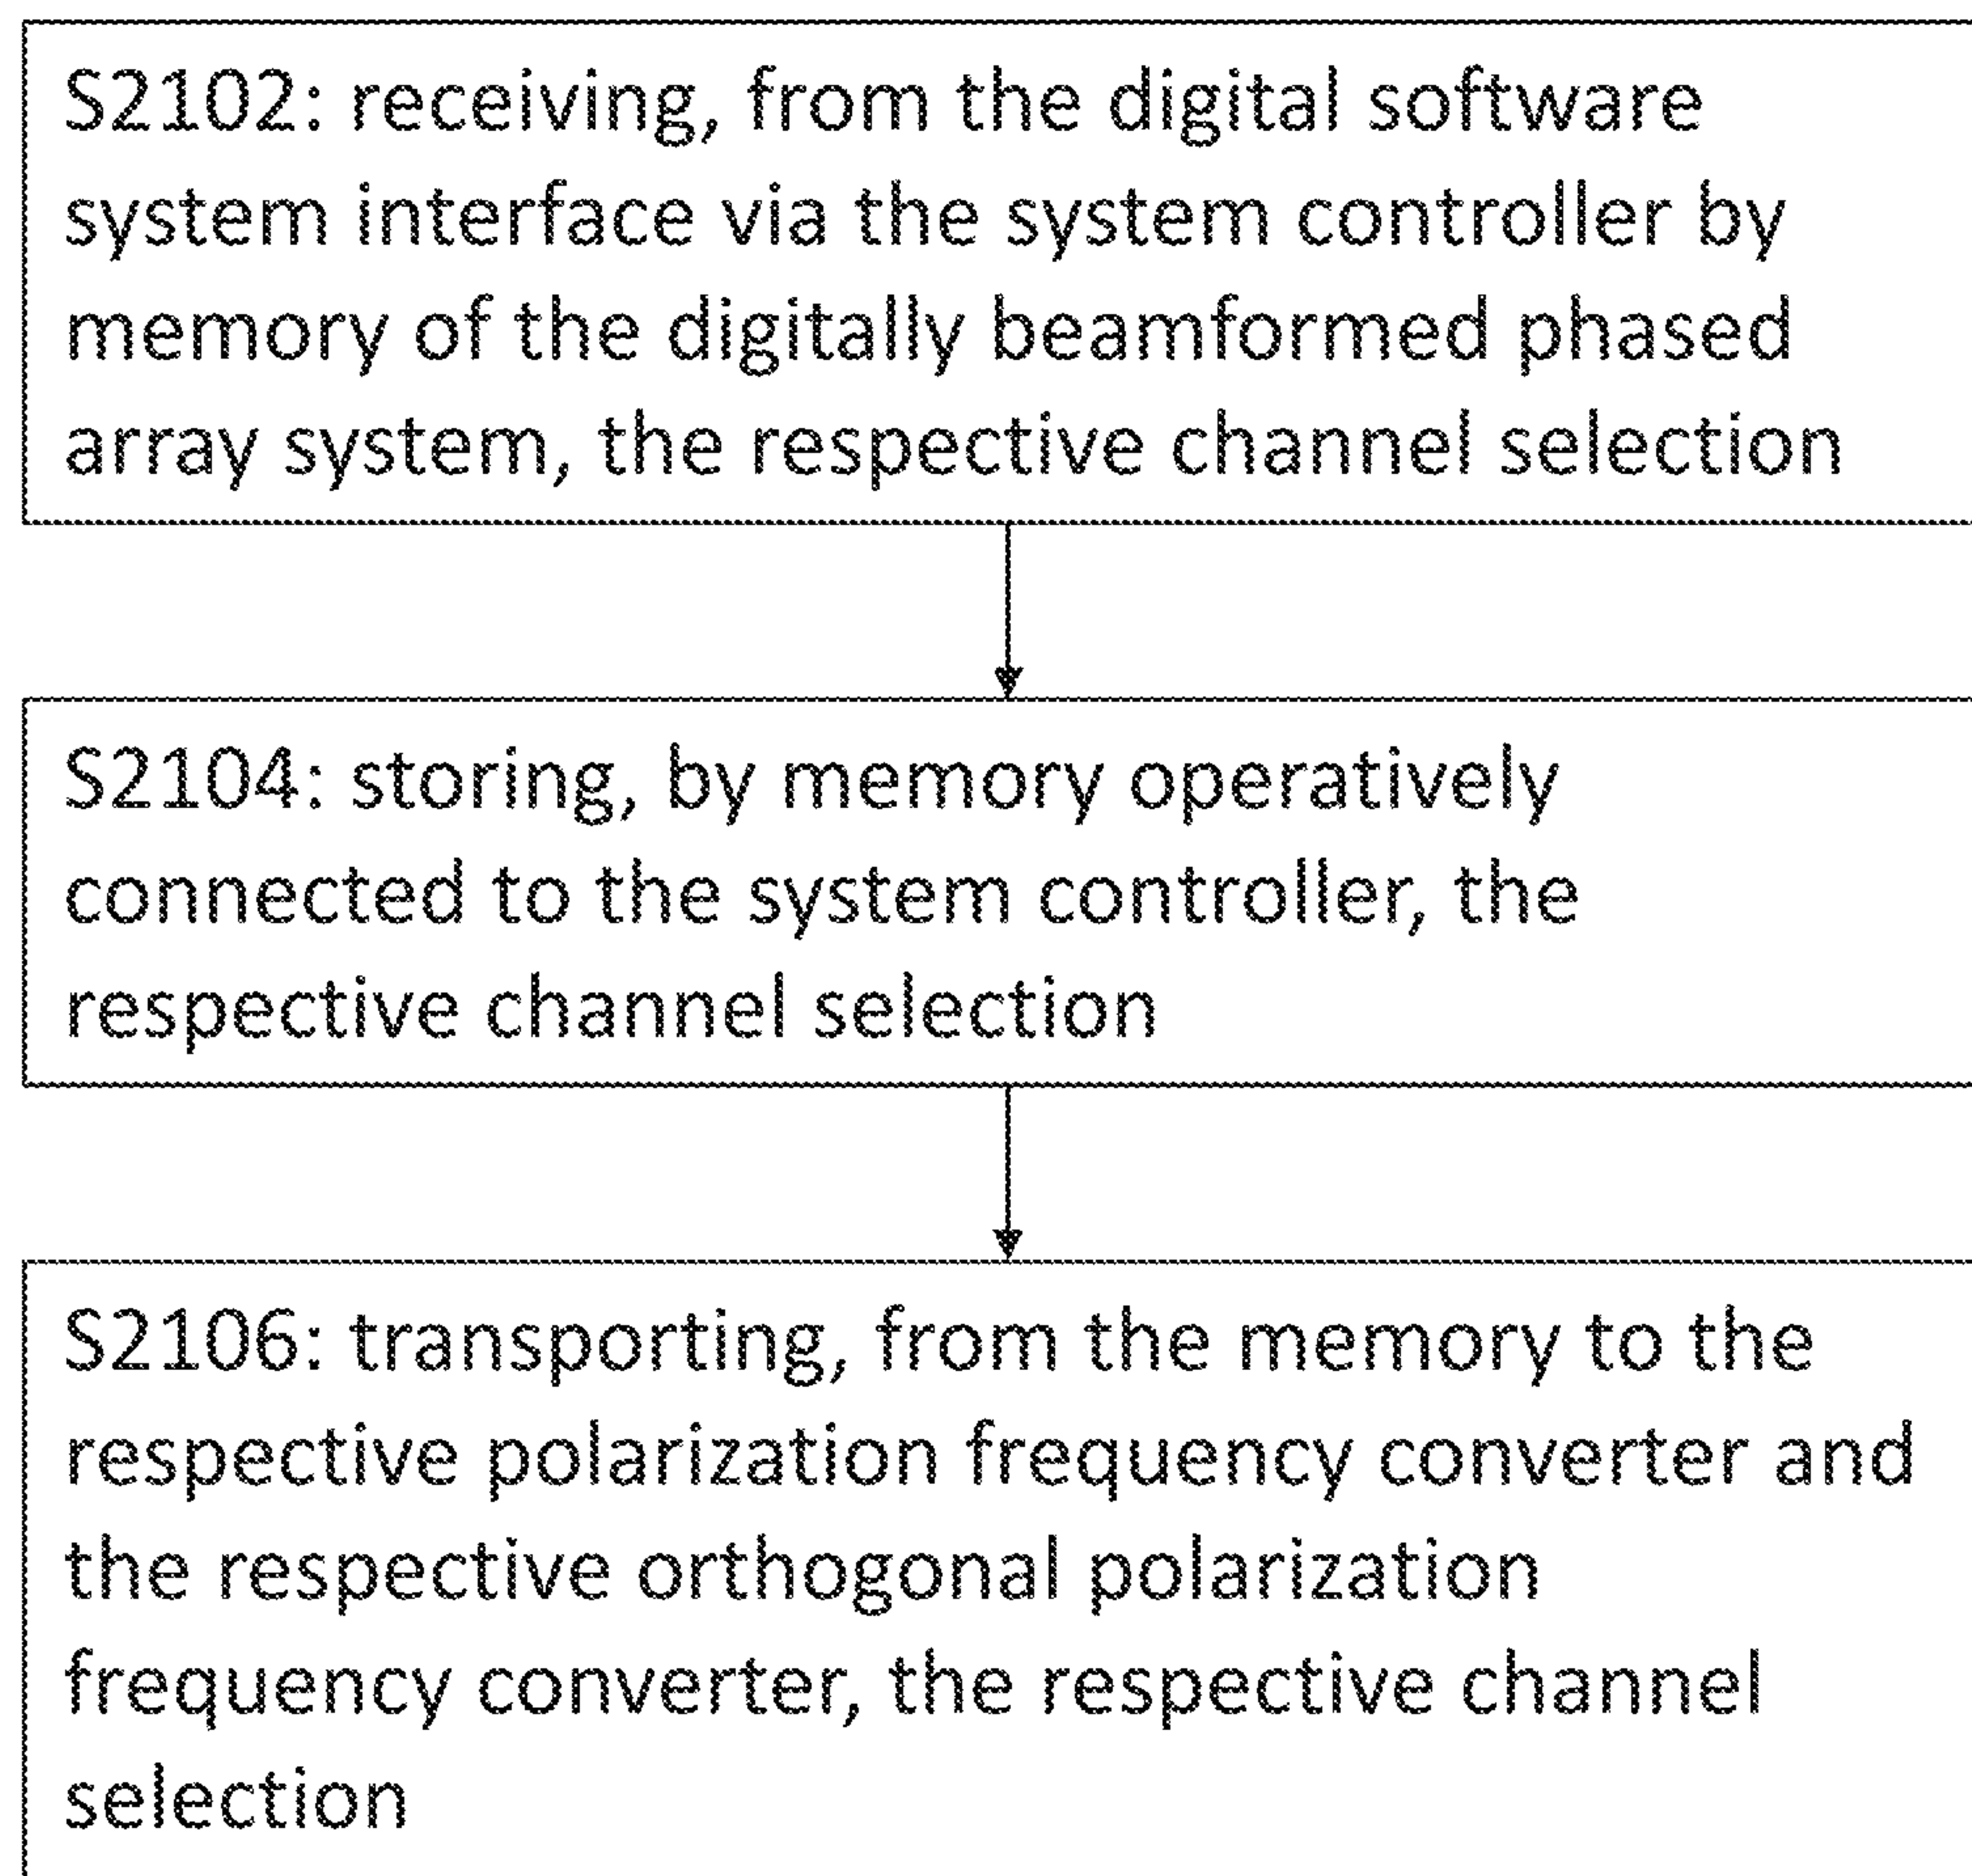 S2102: receiving, from the digital software
system interface via the system controller by
memory of the digitally beamformed phased
array system, the respective channel selection
S2104: storing, by memory operatively
connected to the system controller, the
respective channel selection
S2106: transporting, from the memory to the
respective polarization frequency converter and
the respective orthogonal polarization
frequency converter, the respective channel
selection